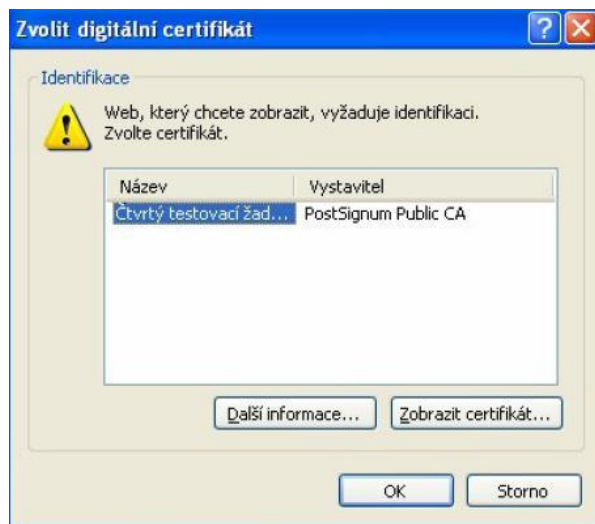 Zvolit digitální certifikát
Identifikace
Web, který chcete zobrazit, vyžaduje identifikaci.
Zvolte certifikát.
Název Vystavitel
Čtvrtý testovací žad... PostSignum Public CA
Další informace... Zobrazit certifikát...
OK Storno